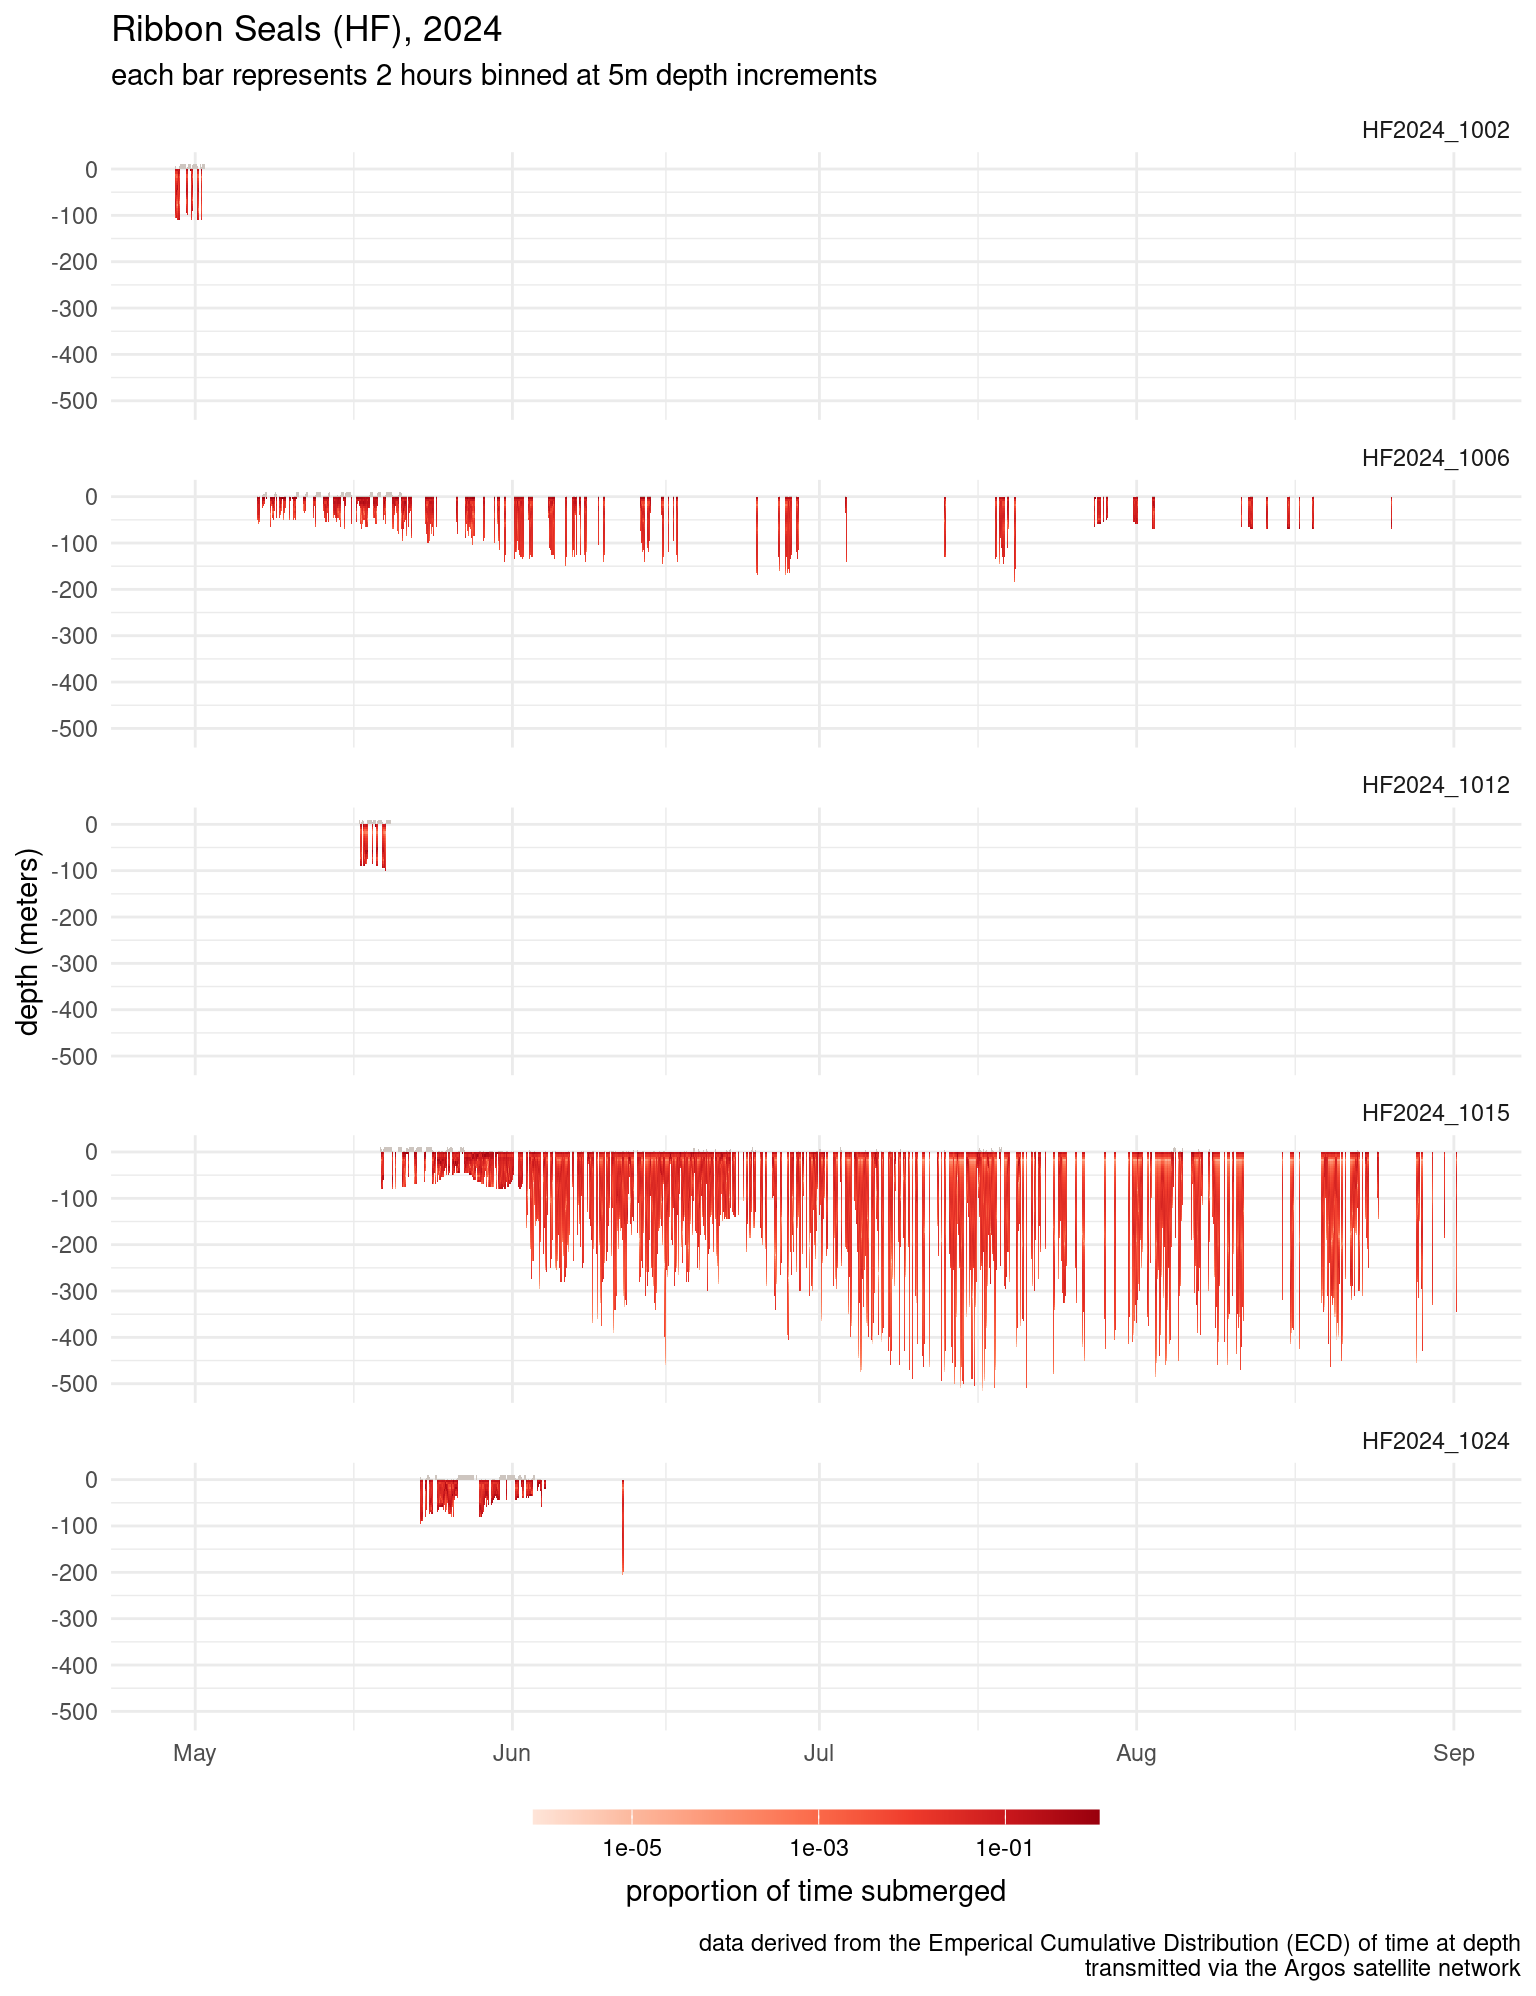 Ribbon Seals (HF), 2024
each bar represents 2 hours binned at 5m depth increments
HF2024_1002
0
-100
-200
-300
-400
-500
HF2024_1006
0
-100
-200
-300
-400
-500
HF2024_1012
0
-100
-200
-300
-400
-500
depth (meters)
HF2024_1015
0
-100
-200
-300
-400
-500
HF2024_1024
0
-100
-200
-300
-400
-500
May Jun Jul Aug Sep
1e-05 1e-03 1e-01
proportion of time submerged
data derived from the Emperical Cumulative Distribution (ECD) of time at depth
transmitted via the Argos satellite network